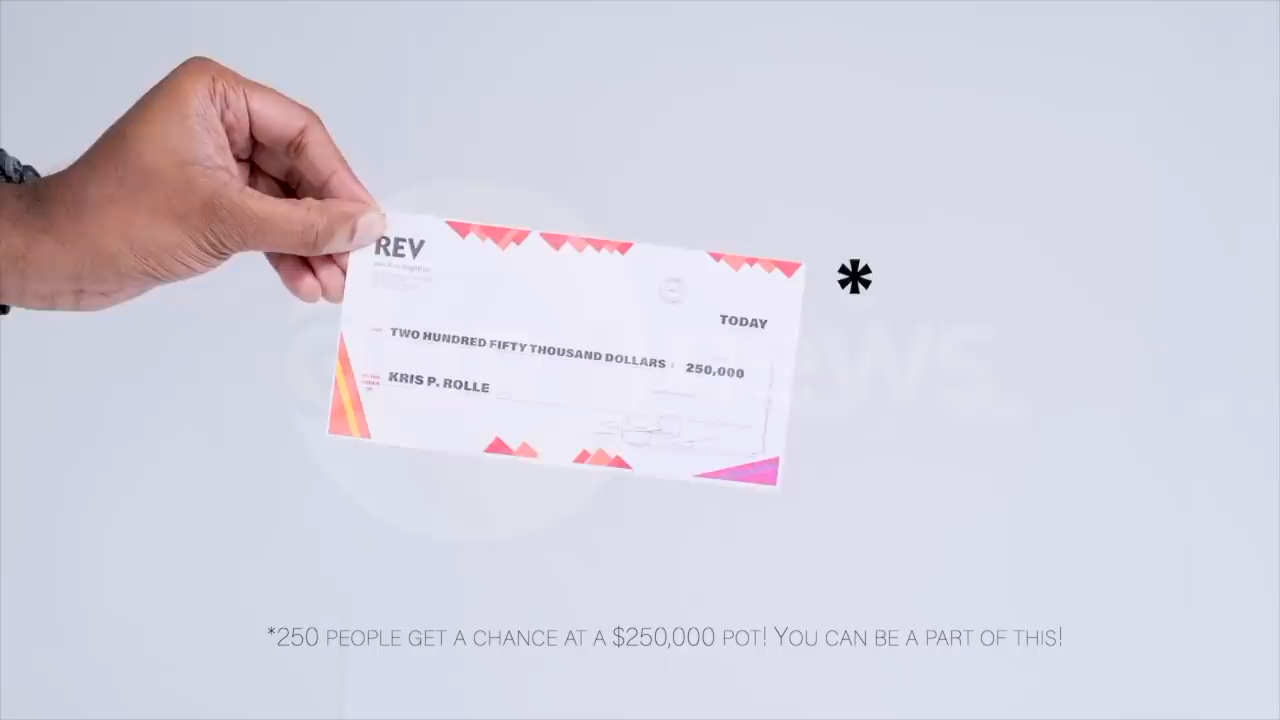 REV
TODAY
TWO HUNDRED FIFTY THOUSAND DOLLARS : 250,000
KRIS P. ROLLE
*
*250 PEOPLE GET A CHANCE AT A $250,000 POT! YOU CAN BE A PART OF THIS!